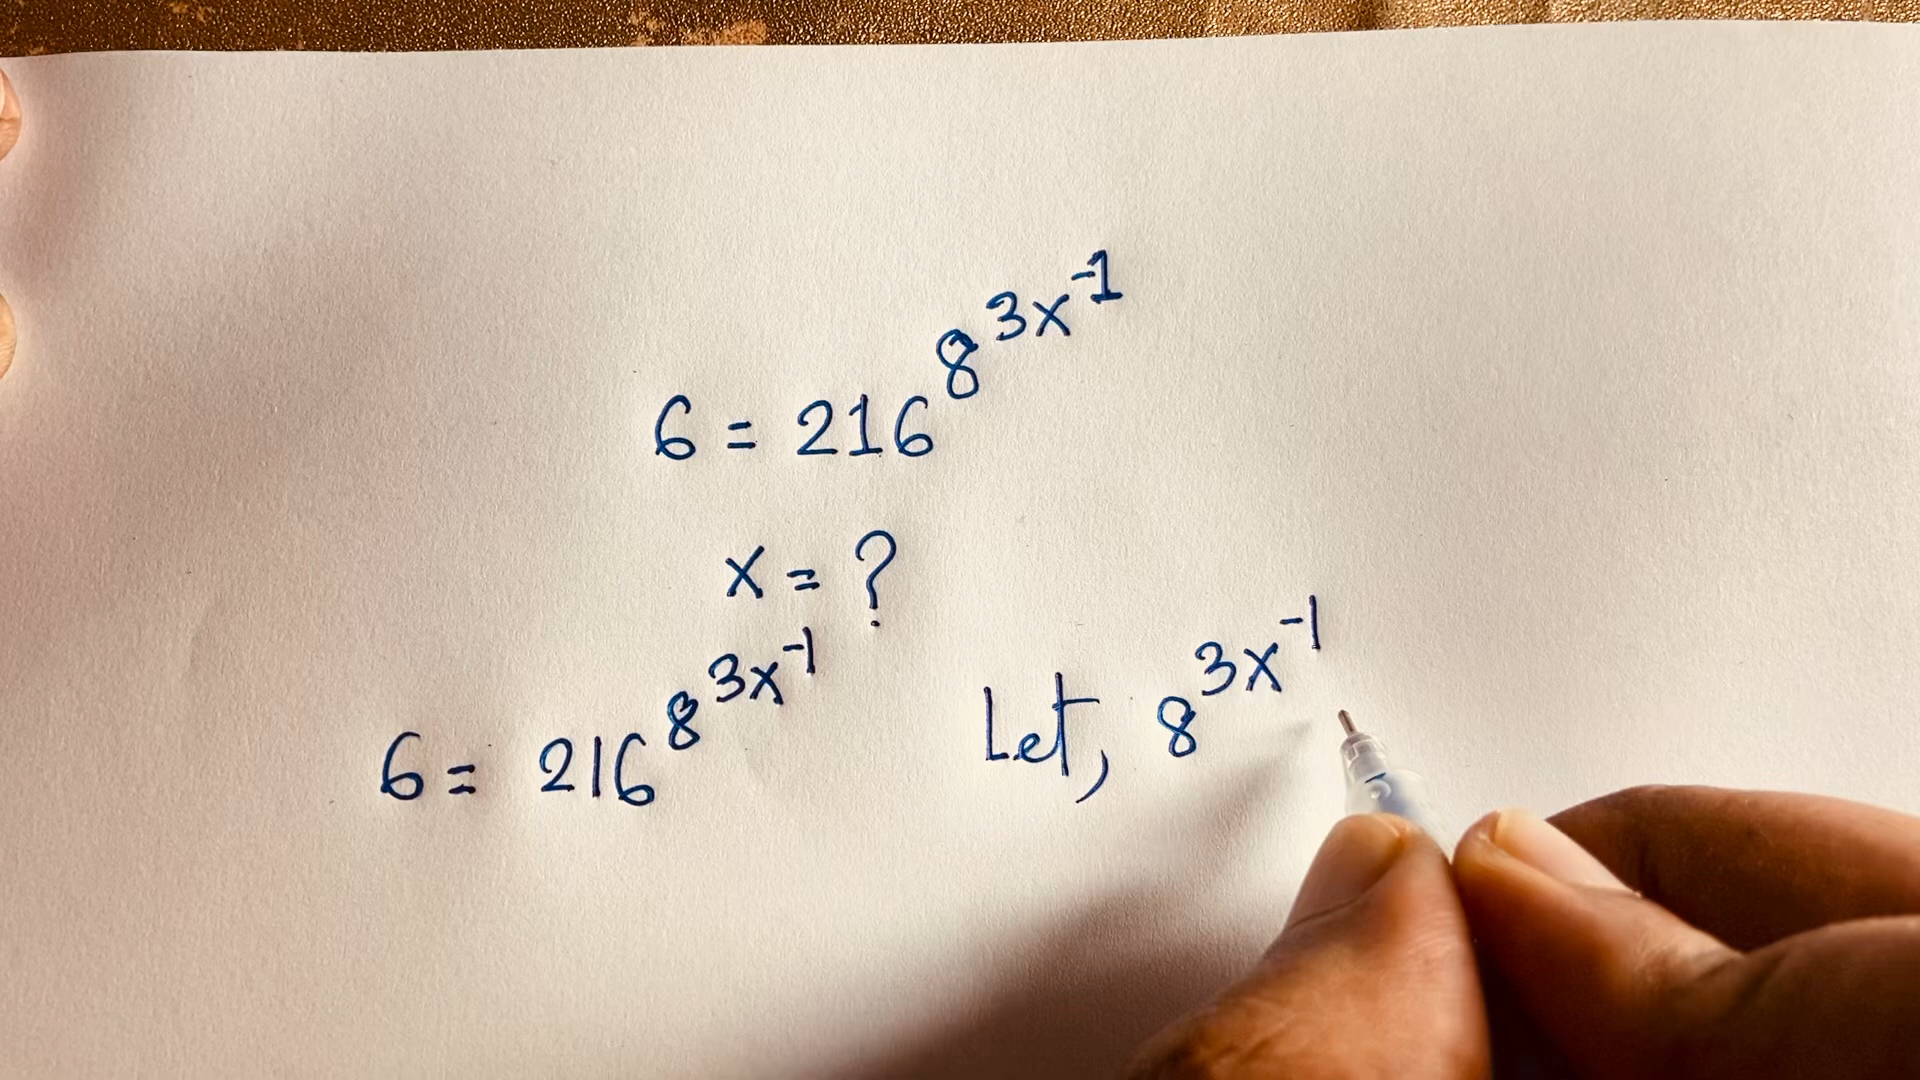 6 = 216^8^3x^-1
x = ?
6 = 216^8^3x^-1
Let, 8^3x^-1